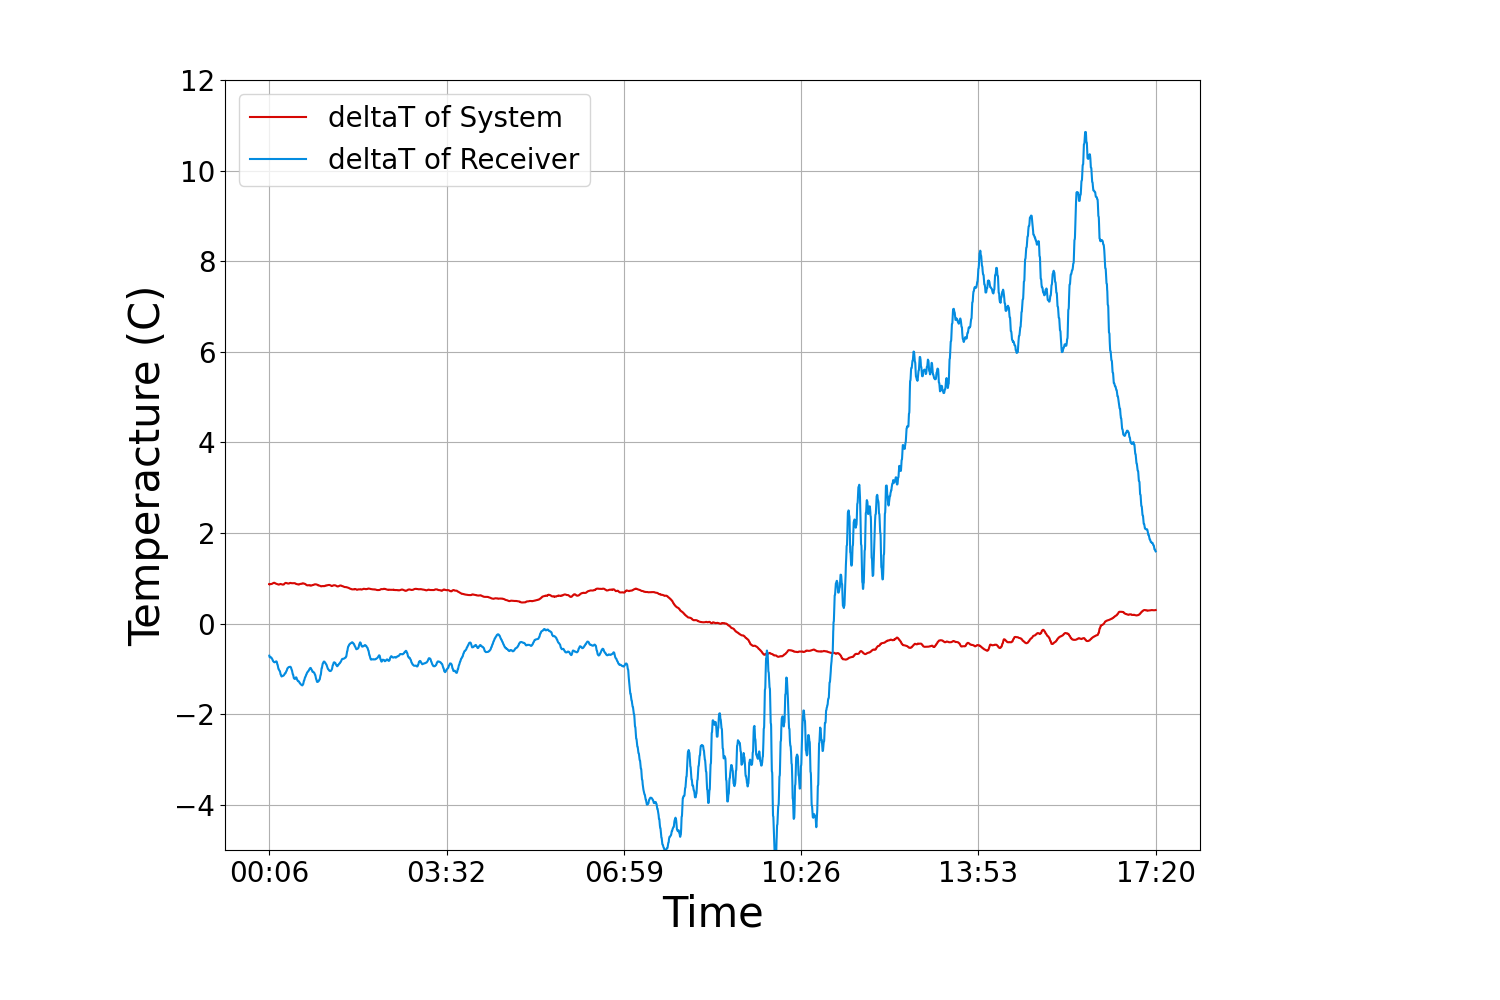 deltaT of System
deltaT of Receiver
Temperacture (C)
12
10
8
6
4
2
0
−2
−4
00:06 03:32 06:59 10:26 13:53 17:20
Time